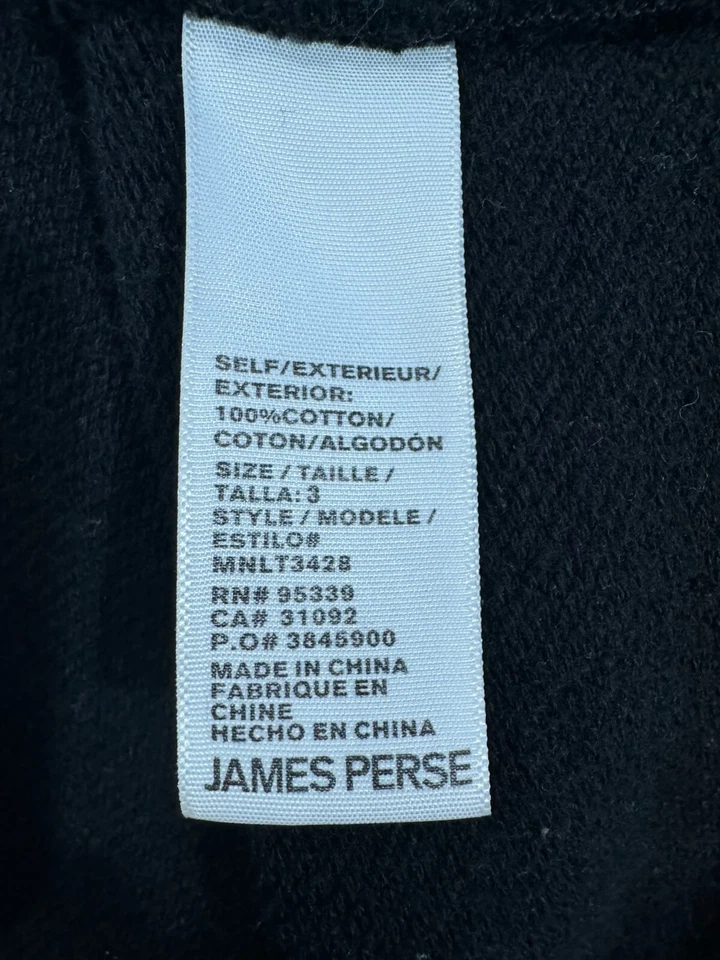 SELF/EXTERIEUR/
EXTERIOR:
100%COTTON/
COTON/ALGODÓN
SIZE / TAILLE /
TALLA: 3
STYLE / MODELE /
ESTILO#
MNLT3428
RN# 95339
CA# 31092
P.O# 3845900
MADE IN CHINA
FABRIQUE EN
CHINE
HECHO EN CHINA
JAMES PERSE